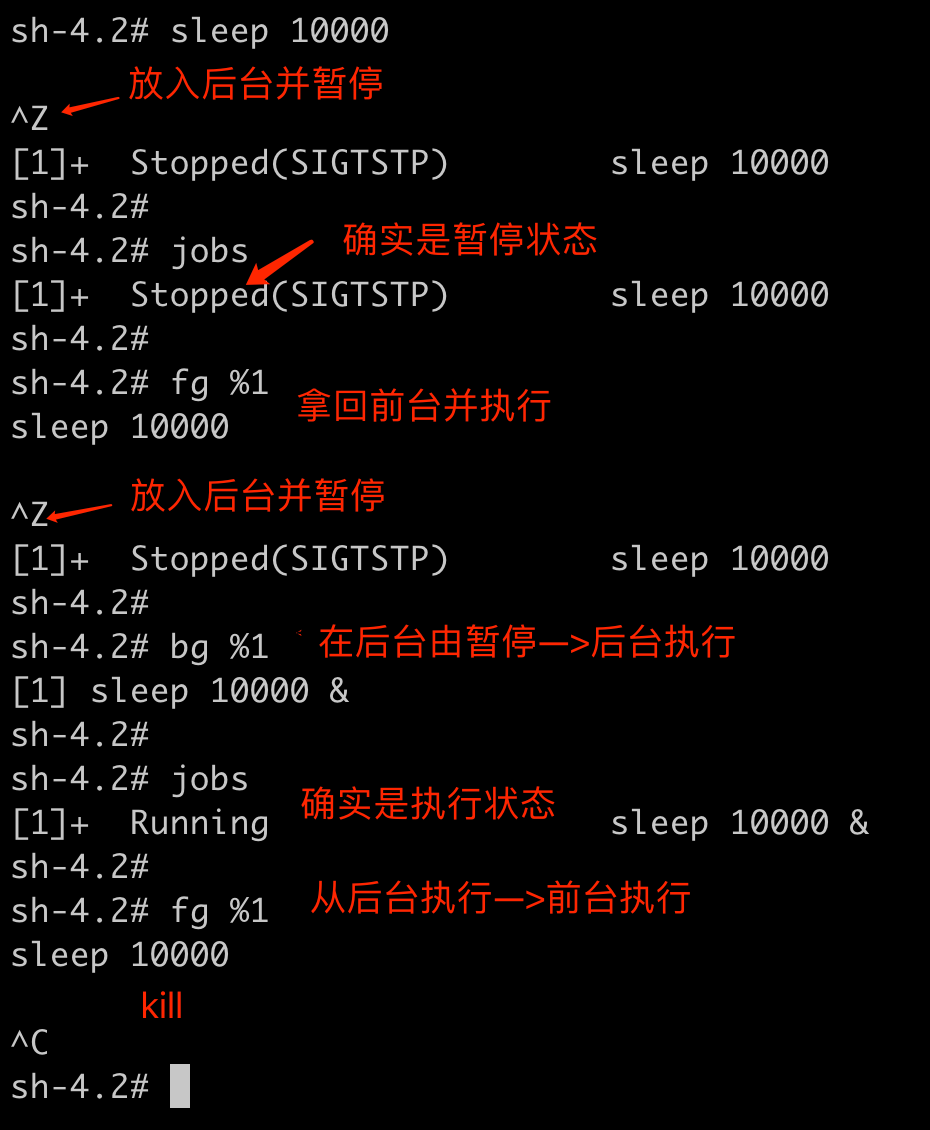 sh-4.2# sleep 10000
放入后台并暂停
^Z
[1]+  Stopped(SIGTSTP)        sleep 10000
sh-4.2#
确实是暂停状态
sh-4.2# jobs
[1]+  Stopped(SIGTSTP)        sleep 10000
sh-4.2#
sh-4.2# fg %1
拿回前台并执行
sleep 10000
放入后台并暂停
^Z
[1]+  Stopped(SIGTSTP)        sleep 10000
sh-4.2#
sh-4.2# bg %1 在后台由暂停—>后台执行
[1] sleep 10000 &
sh-4.2#
sh-4.2# jobs
确实是执行状态
[1]+  Running                 sleep 10000 &
sh-4.2#
sh-4.2# fg %1 从后台执行—>前台执行
sleep 10000
kill
^C
sh-4.2#